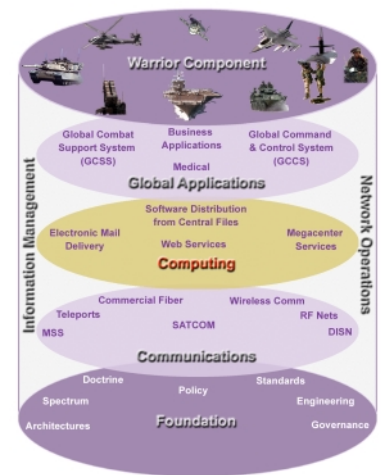 Warrior Component
Global Combat
Support System
(GCSS)
Business
Applications
Medical
Global Command
& Control System
(GCCS)
Global Applications
Information Management
Network Operations
Software Distribution
from Central Files
Electronic Mail
Delivery
Web Services
Megacenter
Services
Computing
Commercial Fiber
Wireless Comm
Teleports
RF Nets
MSS
SATCOM
DISN
Communications
Doctrine
Policy
Standards
Spectrum
Engineering
Architectures
Foundation
Governance